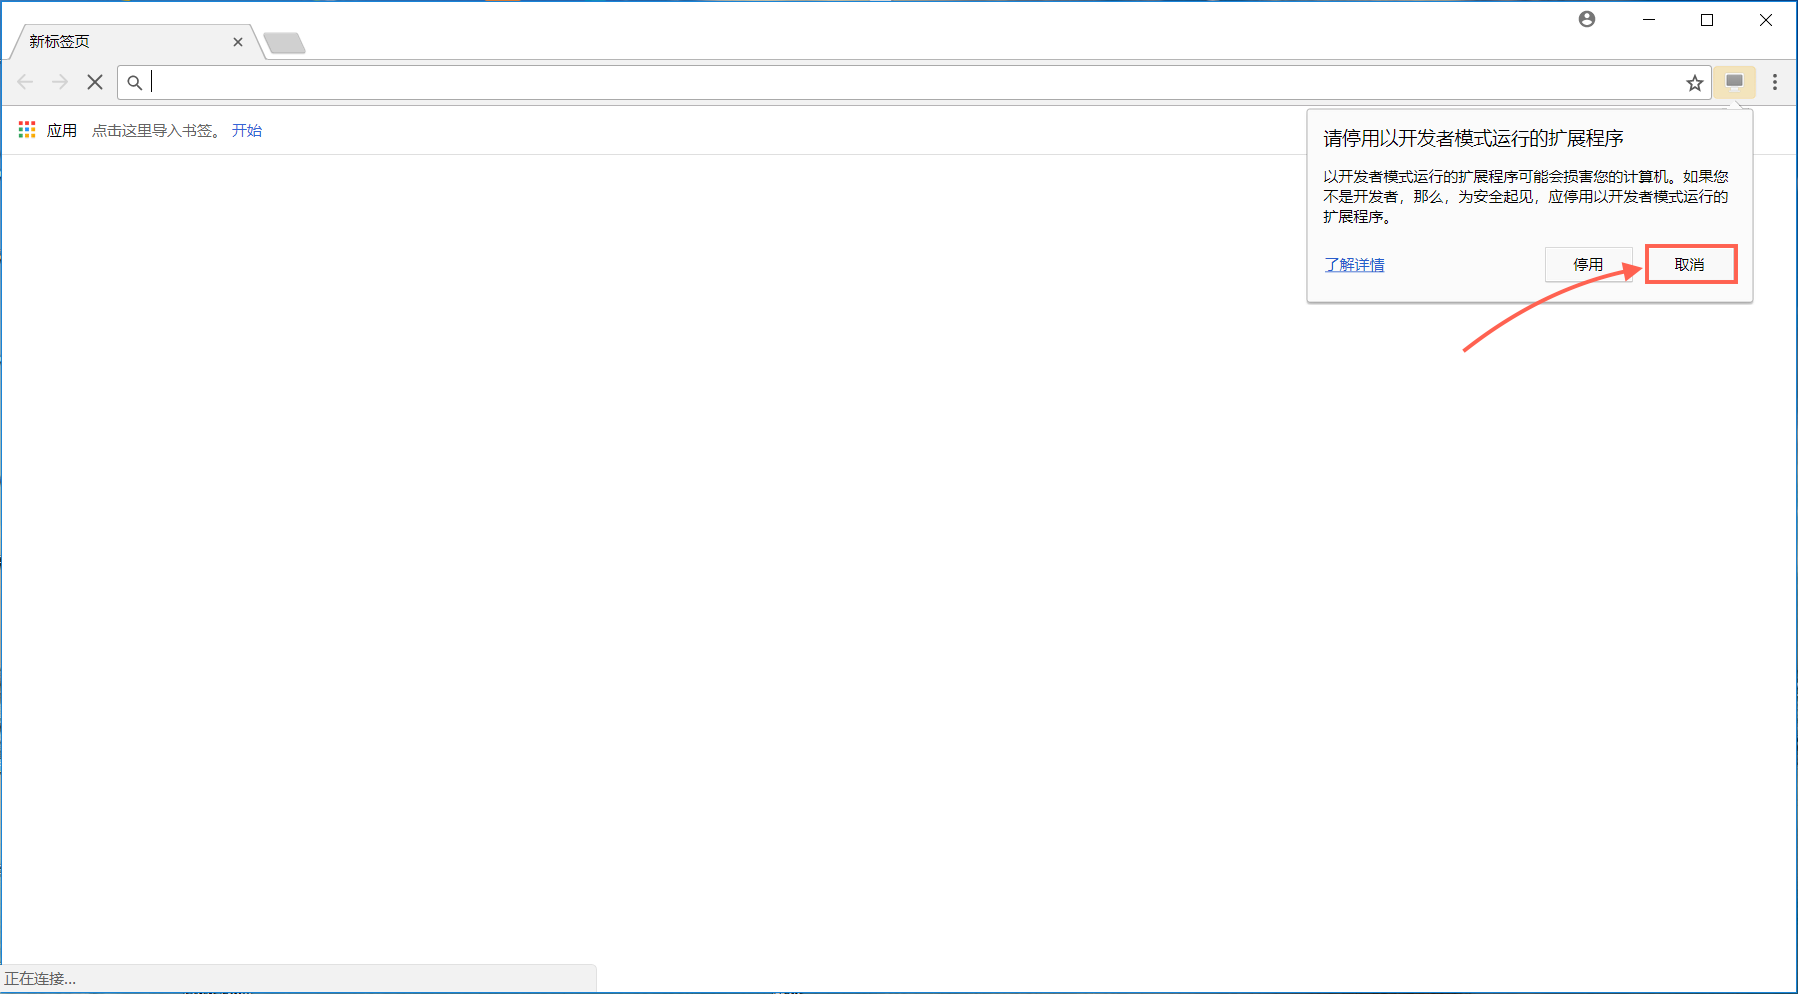 新标签页
应用 点击这里导入书签。 开始
请停用以开发者模式运行的扩展程序
以开发者模式运行的扩展程序可能会损害您的计算机。如果您
不是开发者，那么，为安全起见，应停用以开发者模式运行的
扩展程序。
了解详情 停用 取消
正在连接...